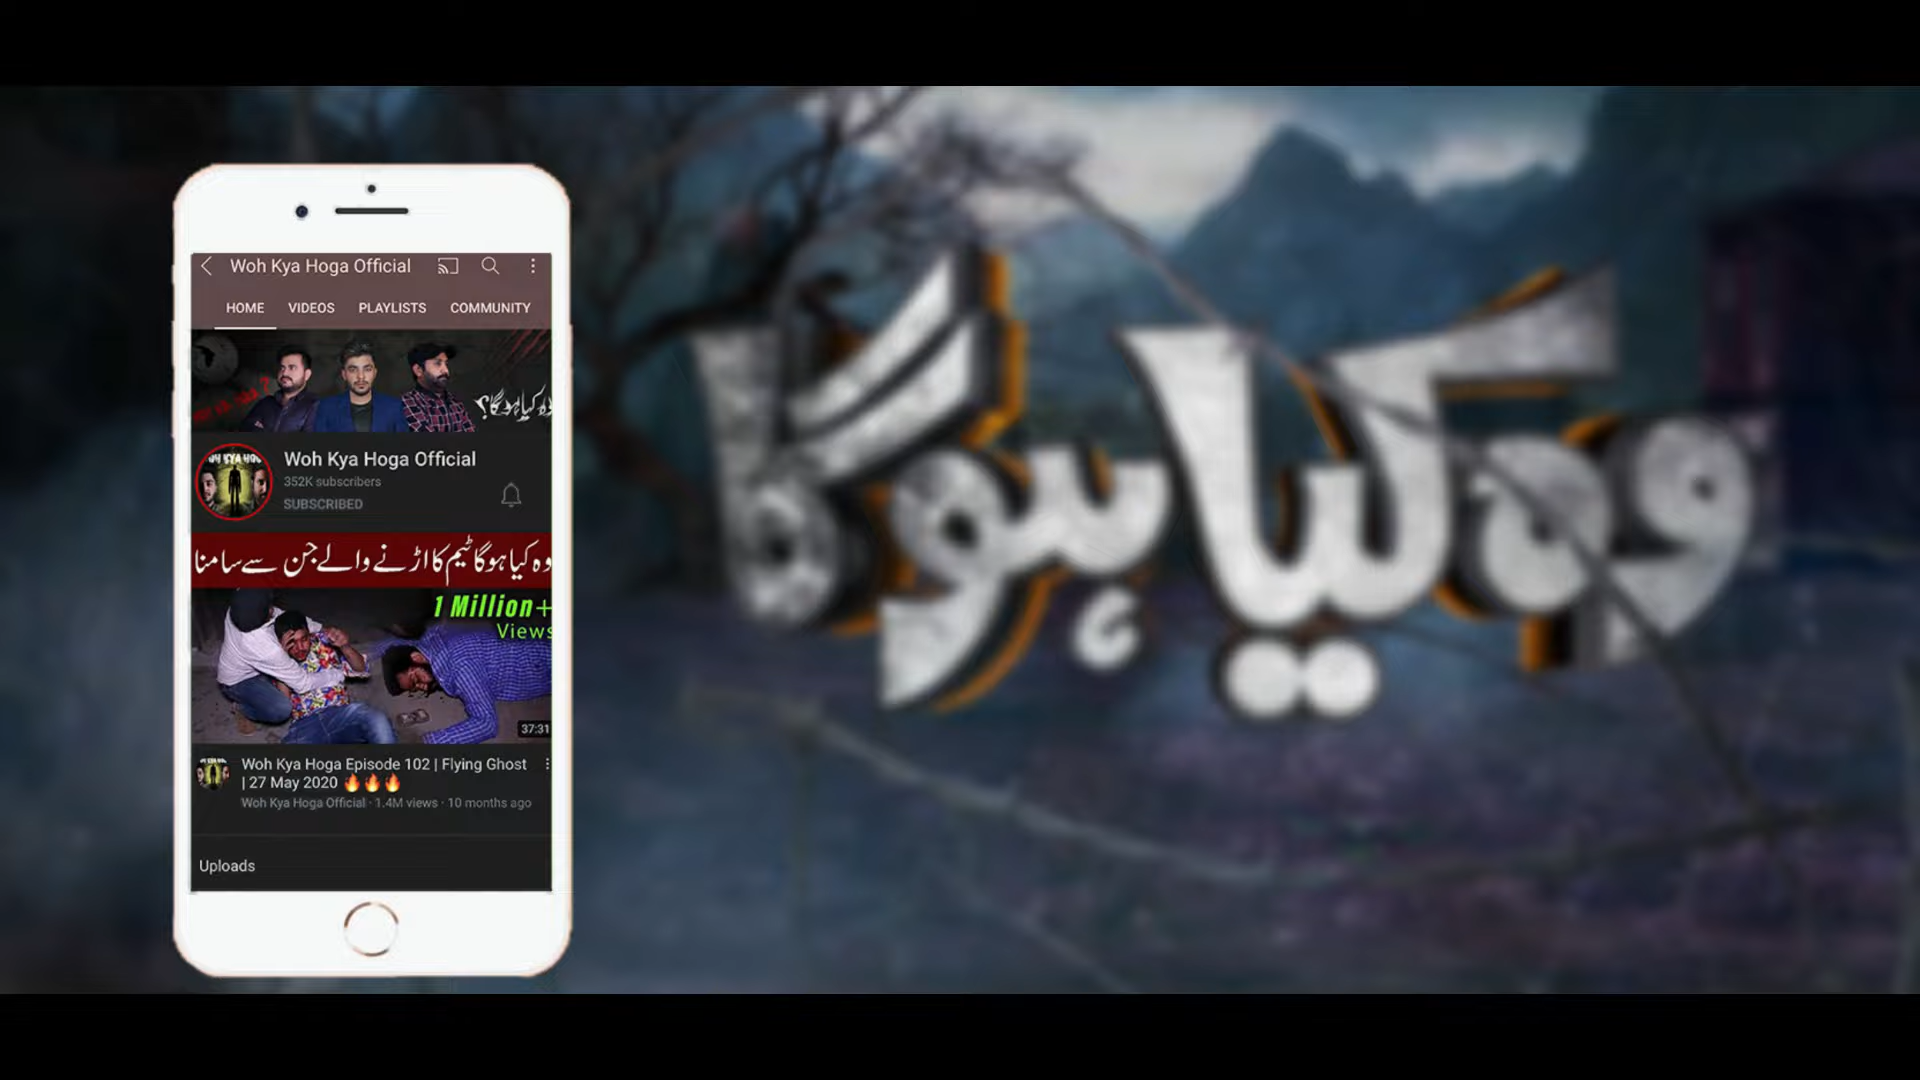 Woh Kya Hoga Official
HOME VIDEOS PLAYLISTS COMMUNITY
وہ کیا ہوگا؟
Woh Kya Hoga Official
352K subscribers
SUBSCRIBED
وہ کیا ہوگا ٹیم کا اڑنے والے جن سے سامنا
1 Million+
Views
37:31
Woh Kya Hoga Episode 102 | Flying Ghost
| 27 May 2020 🔥🔥🔥
Woh Kya Hoga Official · 1.4M views · 10 months ago
Uploads
وہ کیا ہوگا